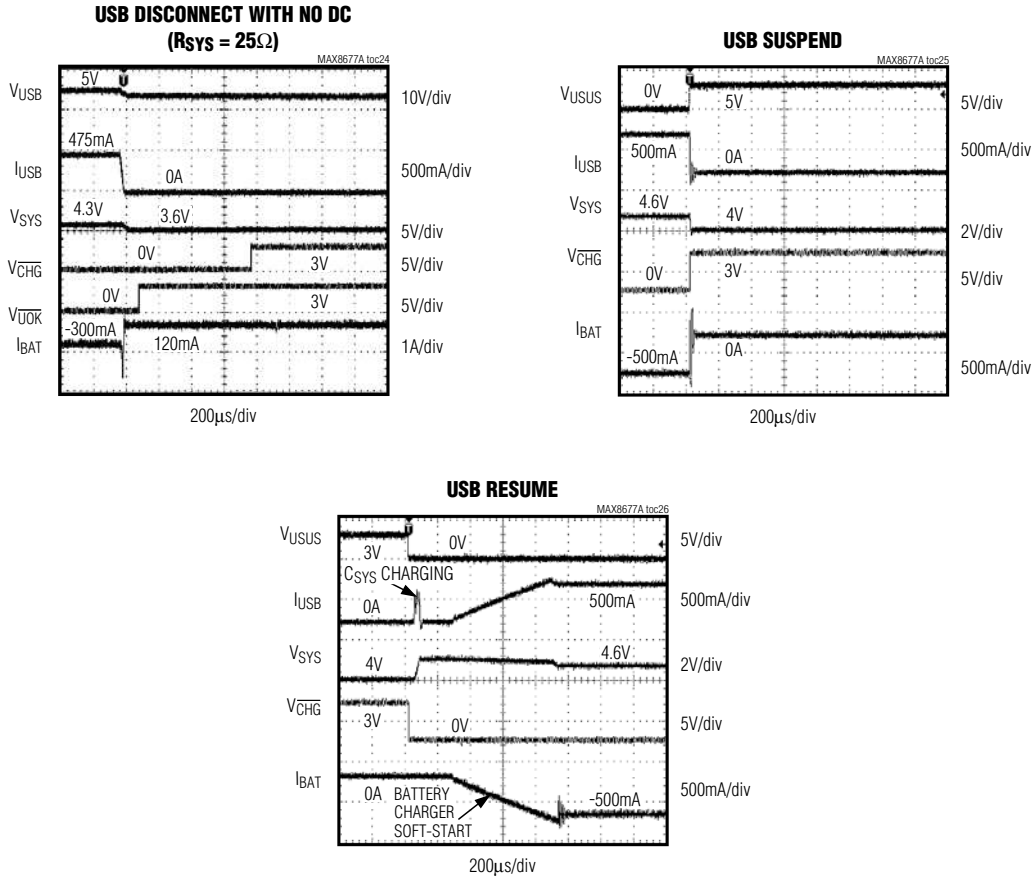 USB DISCONNECT WITH NO DC
(RSYS = 25Ω)
MAX8677A toc24
VUSB
5V
10V/div
475mA
IUSB
0A
500mA/div
VSYS
4.3V
3.6V
5V/div
VCHG
0V
3V
5V/div
VUOK
0V
3V
5V/div
IBAT
-300mA
120mA
1A/div
200µs/div
USB SUSPEND
MAX8677A toc25
VUSUS
0V
5V
5V/div
IUSB
500mA
0A
500mA/div
VSYS
4.6V
4V
2V/div
VCHG
0V
3V
5V/div
IBAT
-500mA
0A
500mA/div
200µs/div
USB RESUME
MAX8677A toc26
VUSUS
3V
0V
5V/div
CSYS CHARGING
IUSB
0A
500mA
500mA/div
VSYS
4V
4.6V
2V/div
VCHG
3V
0V
5V/div
IBAT
0A
BATTERY
CHARGER
SOFT-START
-500mA
500mA/div
200µs/div